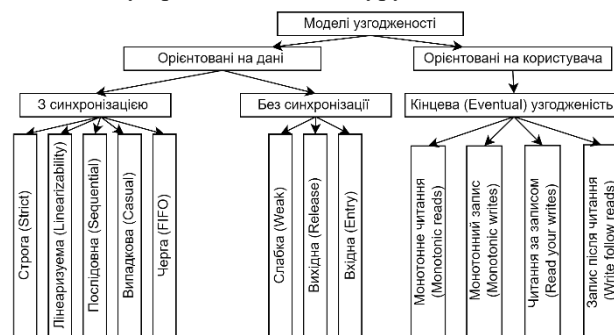 Моделі узгодженості
Орієнтовані на дані
Орієнтовані на користувача
З синхронізацією
Без синхронізації
Кінцева (Eventual) узгодженість
Строга (Strict)
Лінеаризуема (Linearizability)
Послідовна (Sequential)
Випадкова (Casual)
Черга (FIFO)
Слабка (Weak)
Вихідна (Release)
Вхідна (Entry)
Монотонне читання
(Monotonic reads)
Монотонний запис
(Monotonic writes)
Читання за записом
(Read your writes)
Запис після читання
(Write follow reads)